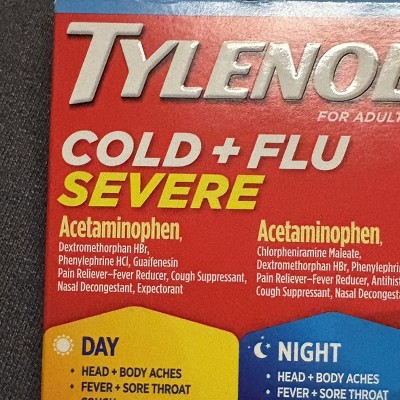 TYLENOL
FOR ADULT
COLD + FLU
SEVERE
Acetaminophen,
Dextromethorphan HBr,
Phenylephrine HCl, Guaifenesin
Pain Reliever–Fever Reducer, Cough Suppressant,
Nasal Decongestant, Expectorant
Acetaminophen,
Chlorpheniramine Maleate,
Dextromethorphan HBr, Phenylephrin
Pain Reliever–Fever Reducer, Antihist
Cough Suppressant, Nasal Decongest
DAY
• HEAD + BODY ACHES
• FEVER + SORE THROAT
NIGHT
• HEAD + BODY ACHES
• FEVER + SORE THROAT